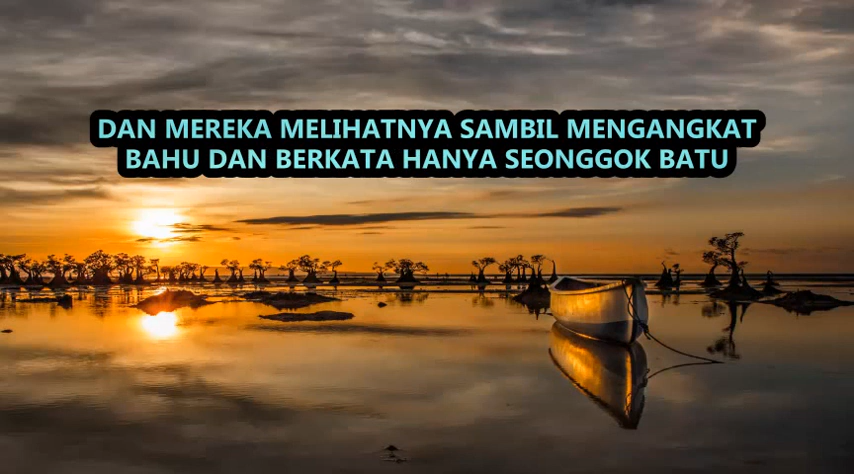 DAN MEREKA MELIHATNYA SAMBIL MENGANGKAT
BAHU DAN BERKATA HANYA SEONGGOK BATU